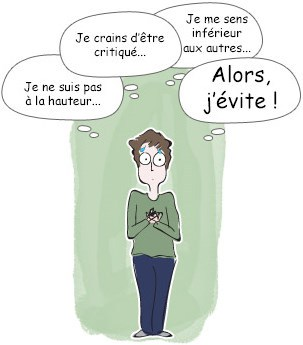 Je ne suis pas
à la hauteur...
Je crains d'être
critiqué...
Je me sens
inférieur
aux autres...
Alors,
j'évite !